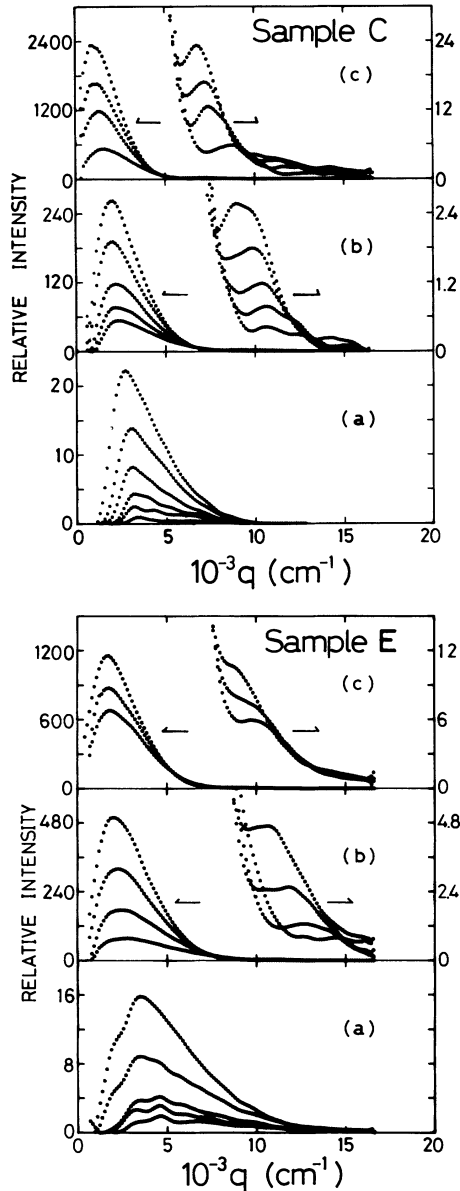 Sample C
2400
1200
0
24
12
0
(c)
240
120
0
2.4
1.2
0
(b)
20
10
0
(a)
RELATIVE INTENSITY
0 5 10 15 20
10⁻³q (cm⁻¹)
Sample E
1200
600
0
12
6
0
(c)
480
240
0
4.8
2.4
0
(b)
16
8
0
(a)
RELATIVE INTENSITY
0 5 10 15 20
10⁻³q (cm⁻¹)